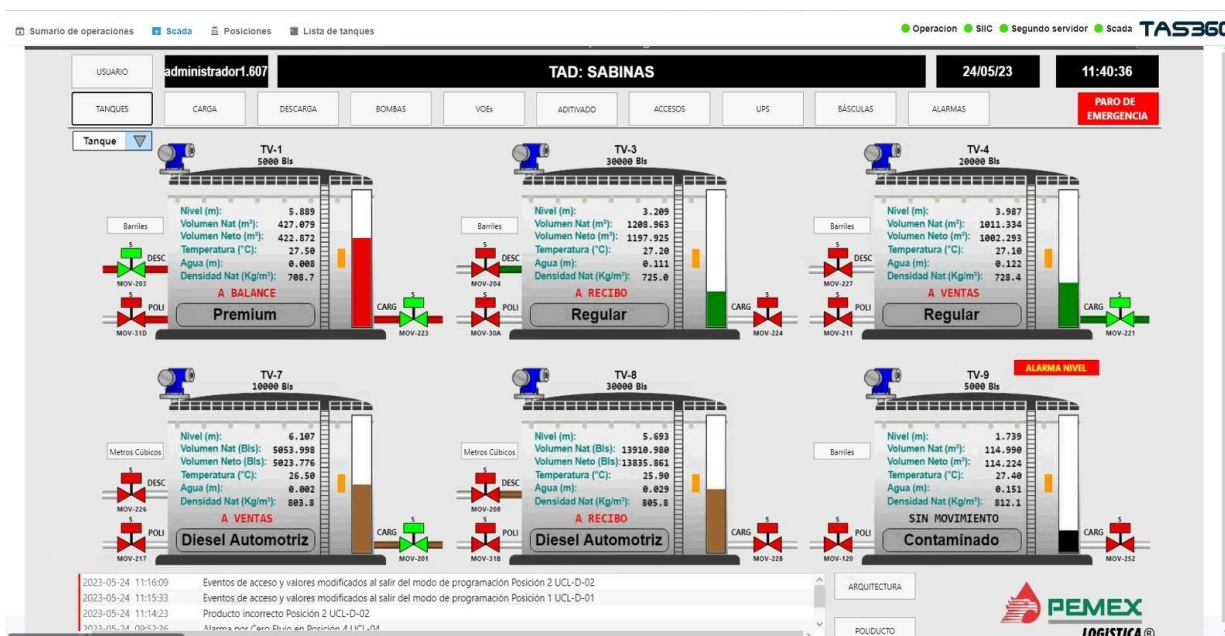 Sumario de operaciones Scada Posiciones Lista de tanques Operacion SIIC Segundo servidor Scada TAS360
USUARIO administrador1.607 TAD: SABINAS 24/05/23 11:40:36
TANQUES CARGA DESCARGA BOMBAS VOEs ADITIVADO ACCESOS UPS BÁSCULAS ALARMAS PARO DE EMERGENCIA
Tanque
TV-1
5000 Bls
Barriles
Nivel (m): 5.889
Volumen Nat (m³): 427.079
Volumen Neto (m³): 422.872
Temperatura (°C): 27.50
Agua (m): 0.008
Densidad Nat (Kg/m³): 708.7
A BALANCE
Premium
S
DESC
MOV-203
S
POLI
MOV-31D
CARG
S
MOV-223
TV-3
30000 Bls
Barriles
Nivel (m): 3.209
Volumen Nat (m³): 1208.963
Volumen Neto (m³): 1197.925
Temperatura (°C): 27.20
Agua (m): 0.111
Densidad Nat (Kg/m³): 725.0
A RECIBO
Regular
S
DESC
MOV-204
S
POLI
MOV-30A
CARG
S
MOV-224
TV-4
20000 Bls
Barriles
Nivel (m): 3.987
Volumen Nat (m³): 1011.334
Volumen Neto (m³): 1002.293
Temperatura (°C): 27.10
Agua (m): 0.122
Densidad Nat (Kg/m³): 728.4
A VENTAS
Regular
S
DESC
MOV-227
S
POLI
MOV-211
CARG
S
MOV-221
TV-7
10000 Bls
Metros Cúbicos
Nivel (m): 6.107
Volumen Nat (Bls): 5053.998
Volumen Neto (Bls): 5023.776
Temperatura (°C): 26.50
Agua (m): 0.002
Densidad Nat (Kg/m³): 803.8
A VENTAS
Diesel Automotriz
S
DESC
MOV-226
S
POLI
MOV-217
CARG
S
MOV-201
TV-8
30000 Bls
Metros Cúbicos
Nivel (m): 5.693
Volumen Nat (Bls): 13910.980
Volumen Neto (Bls): 13835.861
Temperatura (°C): 25.90
Agua (m): 0.029
Densidad Nat (Kg/m³): 805.8
A RECIBO
Diesel Automotriz
S
DESC
MOV-208
S
POLI
MOV-31B
CARG
S
MOV-228
TV-9
5000 Bls
ALARMA NIVEL
Barriles
Nivel (m): 1.739
Volumen Nat (m³): 114.990
Volumen Neto (m³): 114.224
Temperatura (°C): 27.40
Agua (m): 0.151
Densidad Nat (Kg/m³): 812.1
SIN MOVIMIENTO
Contaminado
S
POLI
MOV-120
CARG
S
MOV-252
2023-05-24 11:16:09 Eventos de acceso y valores modificados al salir del modo de programación Posición 2 UCL-D-02
2023-05-24 11:15:33 Eventos de acceso y valores modificados al salir del modo de programación Posición 1 UCL-D-01
2023-05-24 11:14:23 Producto incorrecto Posición 2 UCL-D-02
2023-05-24 09:52:36 Alarma por Cero Flujo en Posición 4 UCL-04
ARQUITECTURA
POLIDUCTO
PEMEX
LOGÍSTICA®